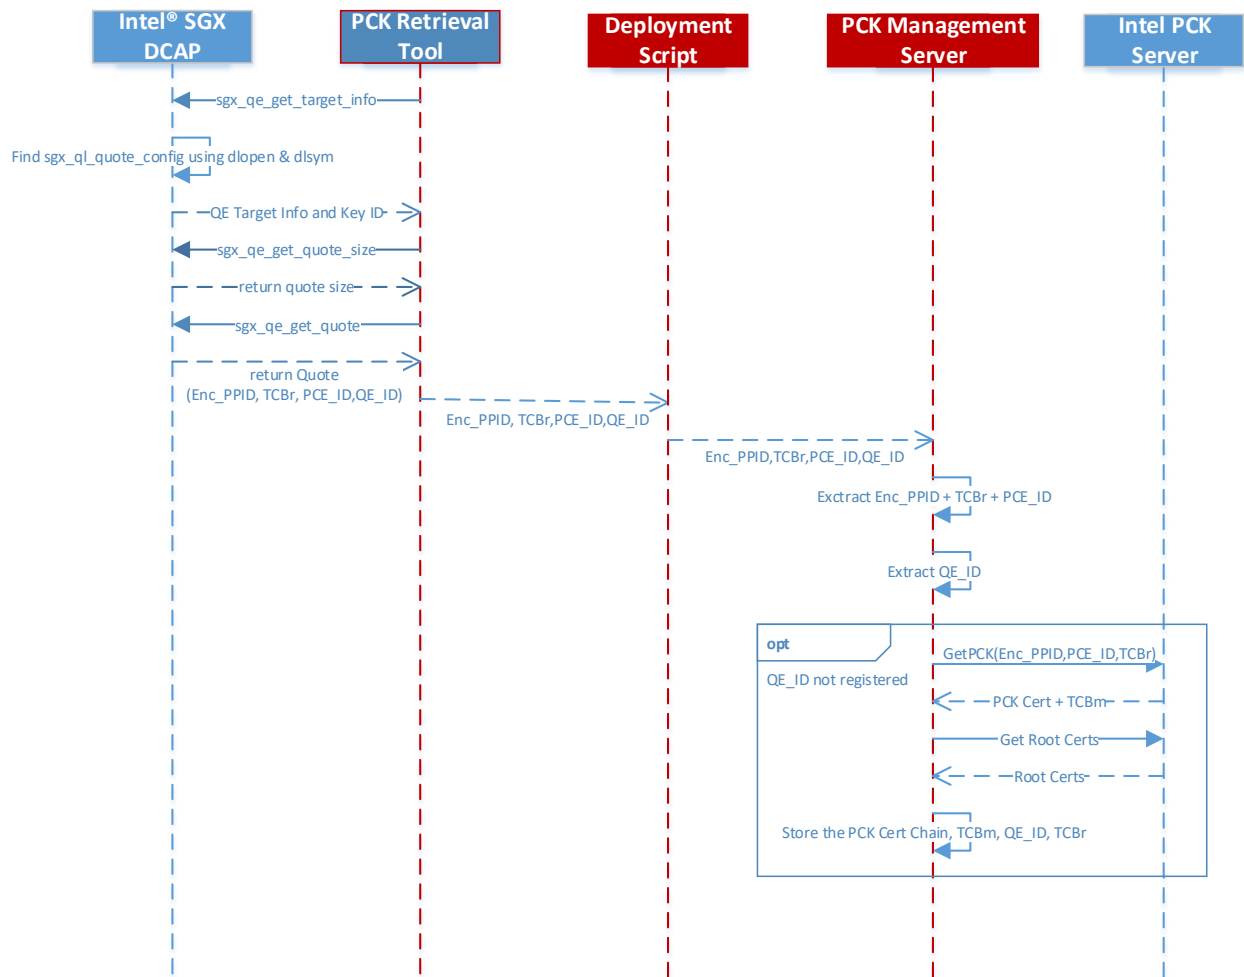 Intel® SGX
DCAP
PCK Retrieval
Tool
Deployment
Script
PCK Management
Server
Intel PCK
Server
sgx_qe_get_target_info
Find sgx_ql_quote_config using dlopen & dlsym
QE Target Info and Key ID
sgx_qe_get_quote_size
return quote size
sgx_qe_get_quote
return Quote
(Enc_PPID, TCBr, PCE_ID,QE_ID)
Enc_PPID, TCBr,PCE_ID,QE_ID
Enc_PPID,TCBr,PCE_ID,QE_ID
Exctract Enc_PPID + TCBr + PCE_ID
Extract QE_ID
opt
GetPCK(Enc_PPID,PCE_ID,TCBr)
QE_ID not registered
PCK Cert + TCBm
Get Root Certs
Root Certs
Store the PCK Cert Chain, TCBm, QE_ID, TCBr